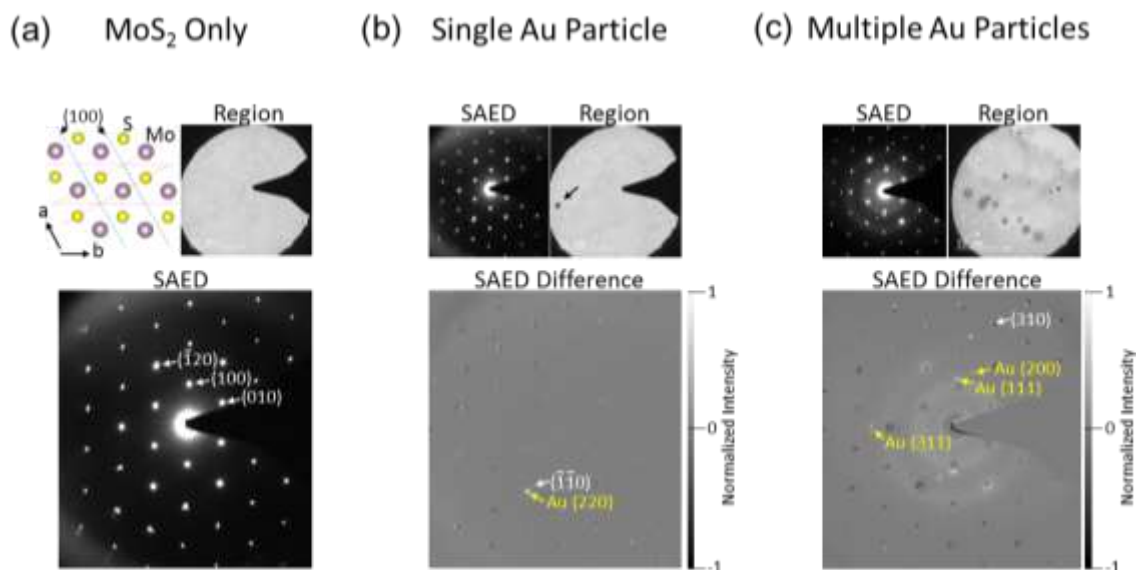 (a) MoS₂ Only
(100)
S
Mo
a
b
Region
SAED
(1̅20)
(100)
(010)
(b) Single Au Particle
SAED
Region
SAED Difference
(1̅1̅0)
Au (220)
1
0
-1
Normalized Intensity
(c) Multiple Au Particles
SAED
Region
SAED Difference
(310)
Au (200)
Au (111)
Au (311)
1
0
-1
Normalized Intensity